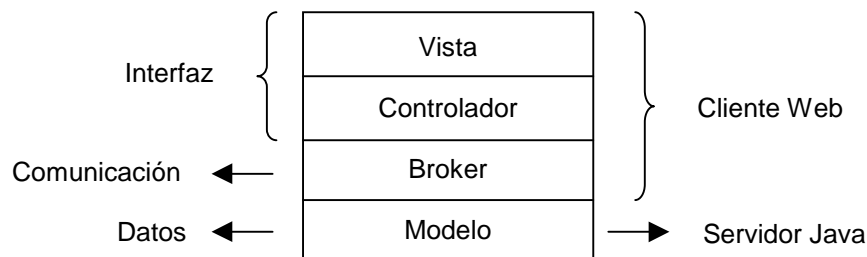 Vista
Interfaz
Controlador
Cliente Web
Comunicación
Broker
Datos
Modelo
Servidor Java